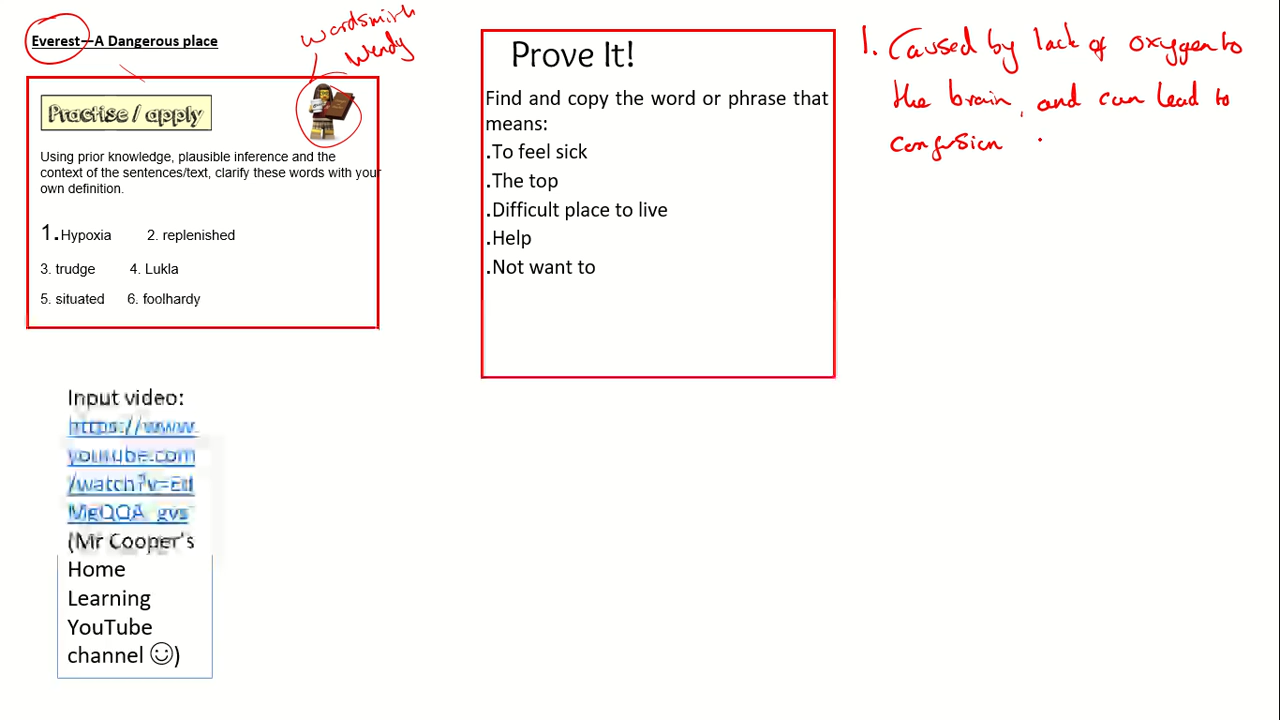 Everest—A Dangerous place
Wordsmith
Wendy
Practise / apply
Using prior knowledge, plausible inference and the
context of the sentences/text, clarify these words with your
own definition.
1. Hypoxia 2. replenished
3. trudge 4. Lukla
5. situated 6. foolhardy
Input video:
https://www.
youtube.com
/watch?v=
(Mr Cooper's
Home
Learning
YouTube
channel ☺)
Prove It!
Find and copy the word or phrase that
means:
.To feel sick
.The top
.Difficult place to live
.Help
.Not want to
1. Caused by lack of oxygen to
the brain, and can lead to
confusion .